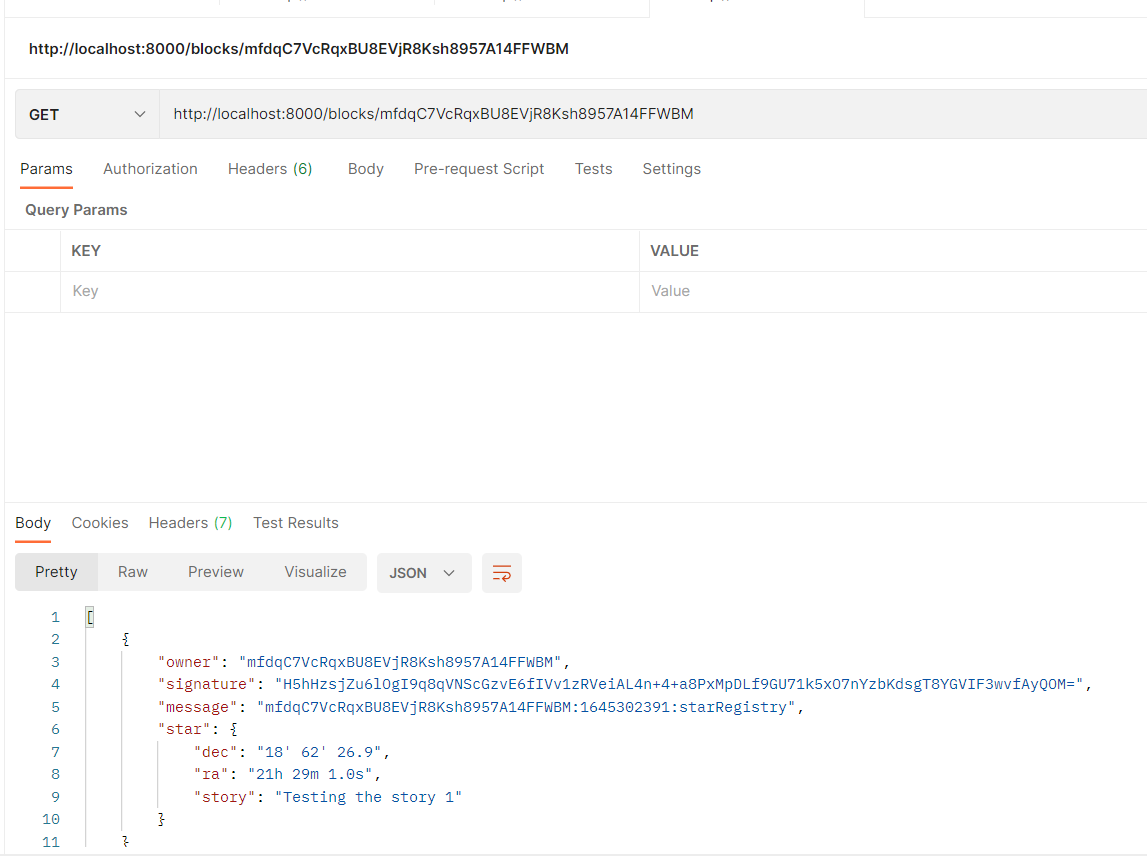 http://localhost:8000/blocks/mfdqC7VcRqxBU8EVjR8Ksh8957A14FFWBM
GET http://localhost:8000/blocks/mfdqC7VcRqxBU8EVjR8Ksh8957A14FFWBM
Params Authorization Headers (6) Body Pre-request Script Tests Settings
Query Params
KEY VALUE
Key Value
Body Cookies Headers (7) Test Results
Pretty Raw Preview Visualize JSON
1 [
2 {
3 "owner": "mfdqC7VcRqxBU8EVjR8Ksh8957A14FFWBM",
4 "signature": "H5hHzsjZu6lOgI9q8qVNScGzvE6fIVv1zRVeiAL4n+4+a8PxMpDLf9GU71k5xO7nYzbKdsgT8YGVIF3wvfAyQOM=",
5 "message": "mfdqC7VcRqxBU8EVjR8Ksh8957A14FFWBM:1645302391:starRegistry",
6 "star": {
7 "dec": "18' 62' 26.9",
8 "ra": "21h 29m 1.0s",
9 "story": "Testing the story 1"
10 }
11 }